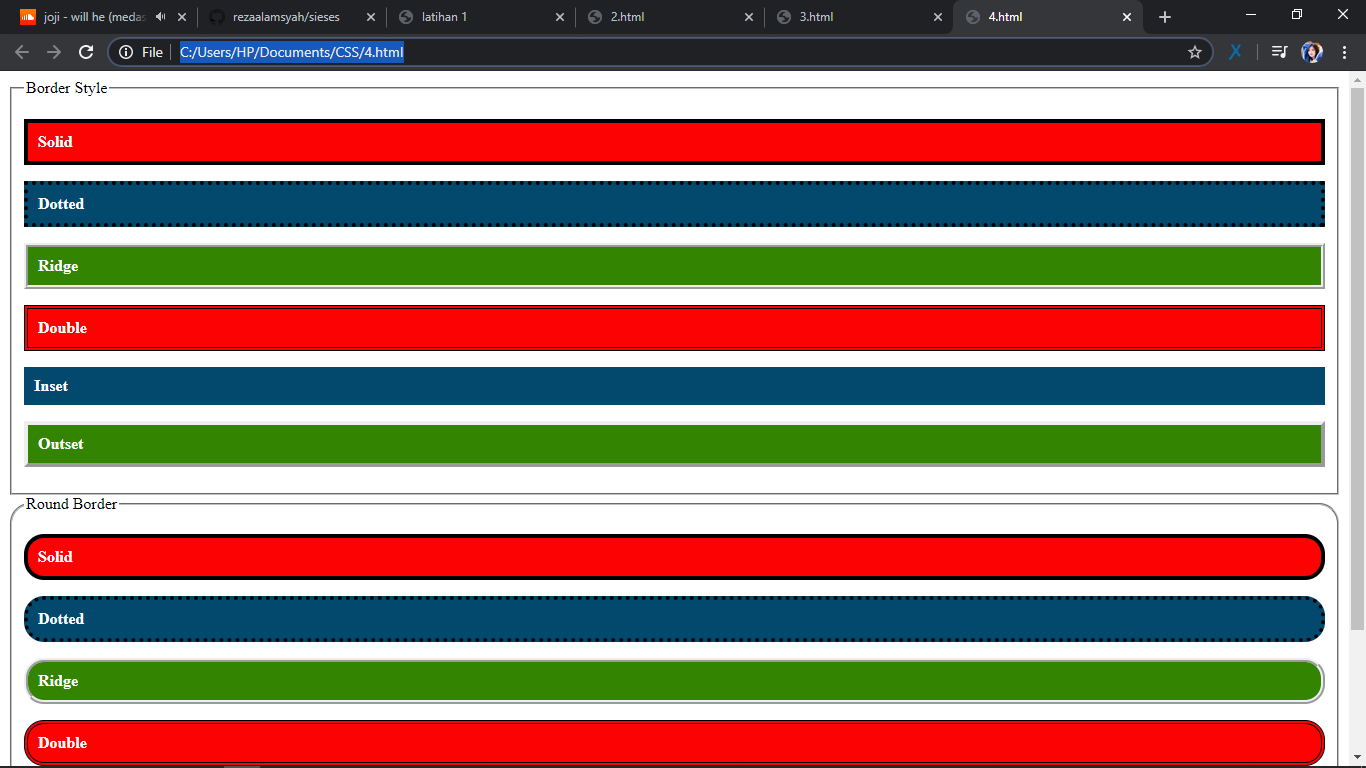 joji - will he (medas
rezaalamsyah/sieses
latihan 1
2.html
3.html
4.html
File
C:/Users/HP/Documents/CSS/4.html
Border Style
Solid
Dotted
Ridge
Double
Inset
Outset
Round Border
Solid
Dotted
Ridge
Double